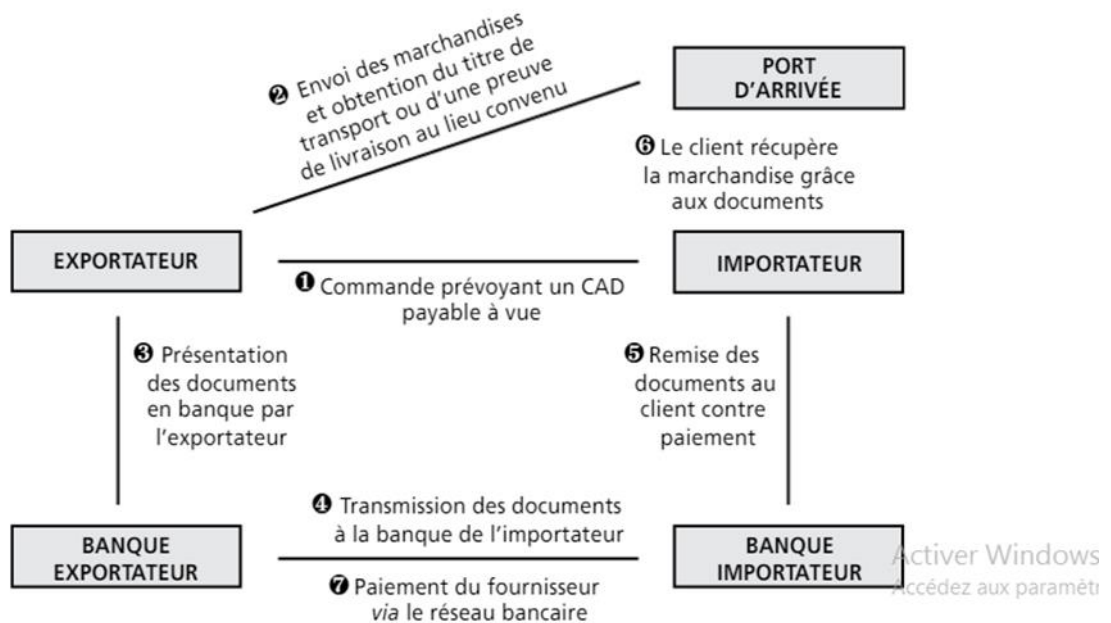 ❷ Envoi des marchandises
et obtention du titre de
transport ou d'une preuve
de livraison au lieu convenu
PORT
D'ARRIVÉE
❻ Le client récupère
la marchandise grâce
aux documents
EXPORTATEUR
IMPORTATEUR
❶ Commande prévoyant un CAD
payable à vue
❸ Présentation
des documents
en banque par
l'exportateur
❺ Remise des
documents au
client contre
paiement
❹ Transmission des documents
à la banque de l'importateur
BANQUE
EXPORTATEUR
BANQUE
IMPORTATEUR
❼ Paiement du fournisseur
via le réseau bancaire
Activer Windows
Accédez aux paramètr